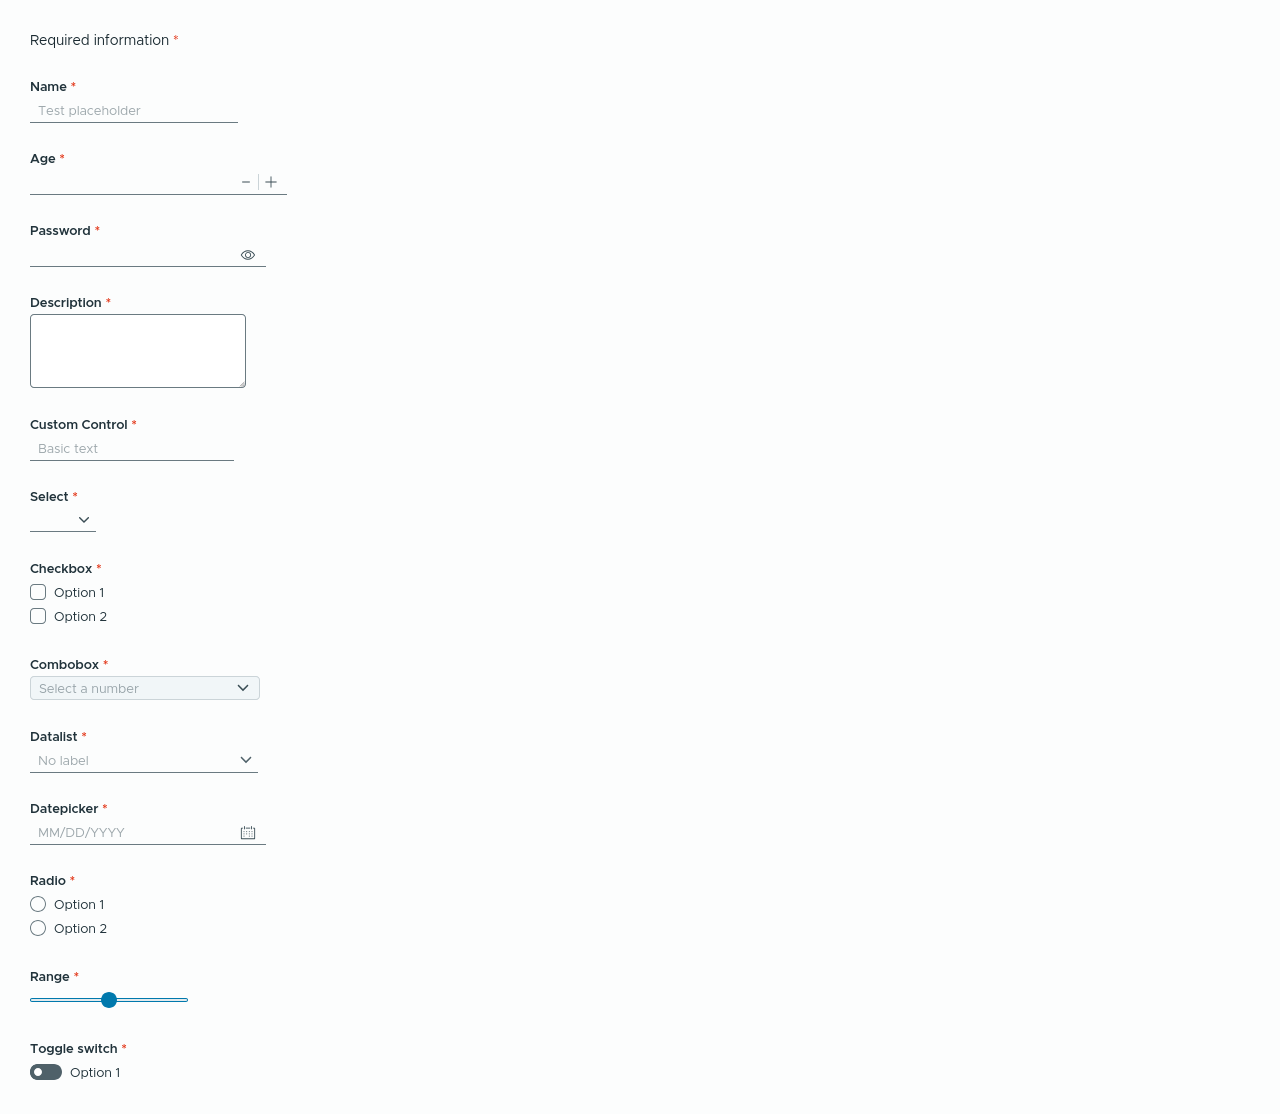 Required information *
Name *
Test placeholder
Age *
Password *
Description *
Custom Control *
Basic text
Select *
Checkbox *
Option 1
Option 2
Combobox *
Select a number
Datalist *
No label
Datepicker *
MM/DD/YYYY
Radio *
Option 1
Option 2
Range *
Toggle switch *
Option 1